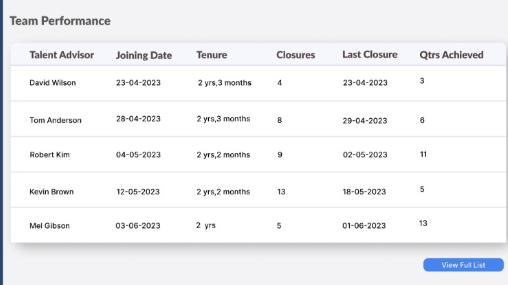 Team Performance
Talent Advisor Joining Date Tenure Closures Last Closure Qtrs Achieved
David Wilson 23-04-2023 2 yrs,3 months 4 23-04-2023 3
Tom Anderson 28-04-2023 2 yrs,3 months 8 29-04-2023 6
Robert Kim 04-05-2023 2 yrs,2 months 9 02-05-2023 11
Kevin Brown 12-05-2023 2 yrs,2 months 13 18-05-2023 5
Mel Gibson 03-06-2023 2 yrs 5 01-06-2023 13
View Full List